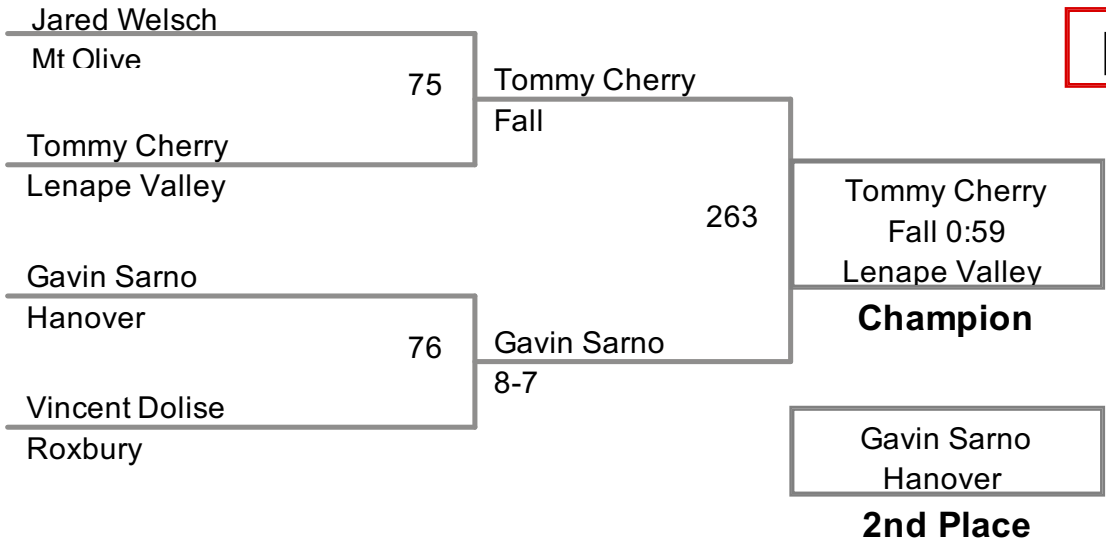 Jared Welsch
Mt Olive
75
Tommy Cherry
Fall
Tommy Cherry
Lenape Valley
263
Tommy Cherry
Fall 0:59
Lenape Valley
Champion
Gavin Sarno
Hanover
76
Gavin Sarno
8-7
Vincent Dolise
Roxbury
Gavin Sarno
Hanover
2nd Place